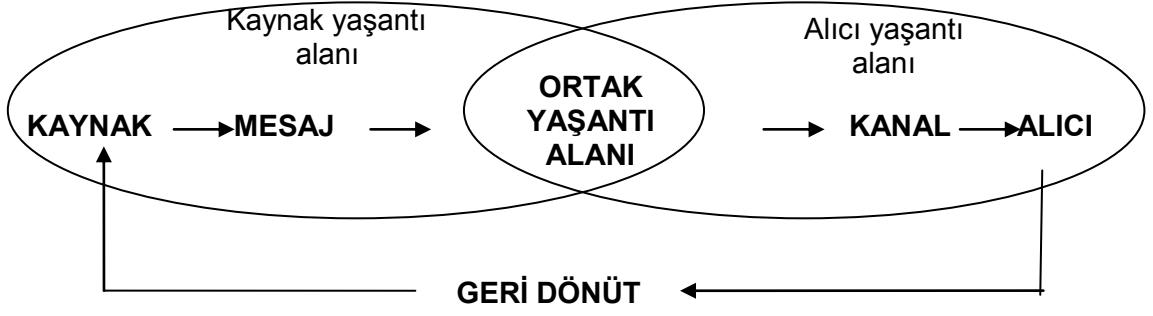 Kaynak yaşantı
alanı
Alıcı yaşantı
alanı
ORTAK
YAŞANTI
ALANI
KAYNAK
MESAJ
KANAL
ALICI
GERİ DÖNÜT